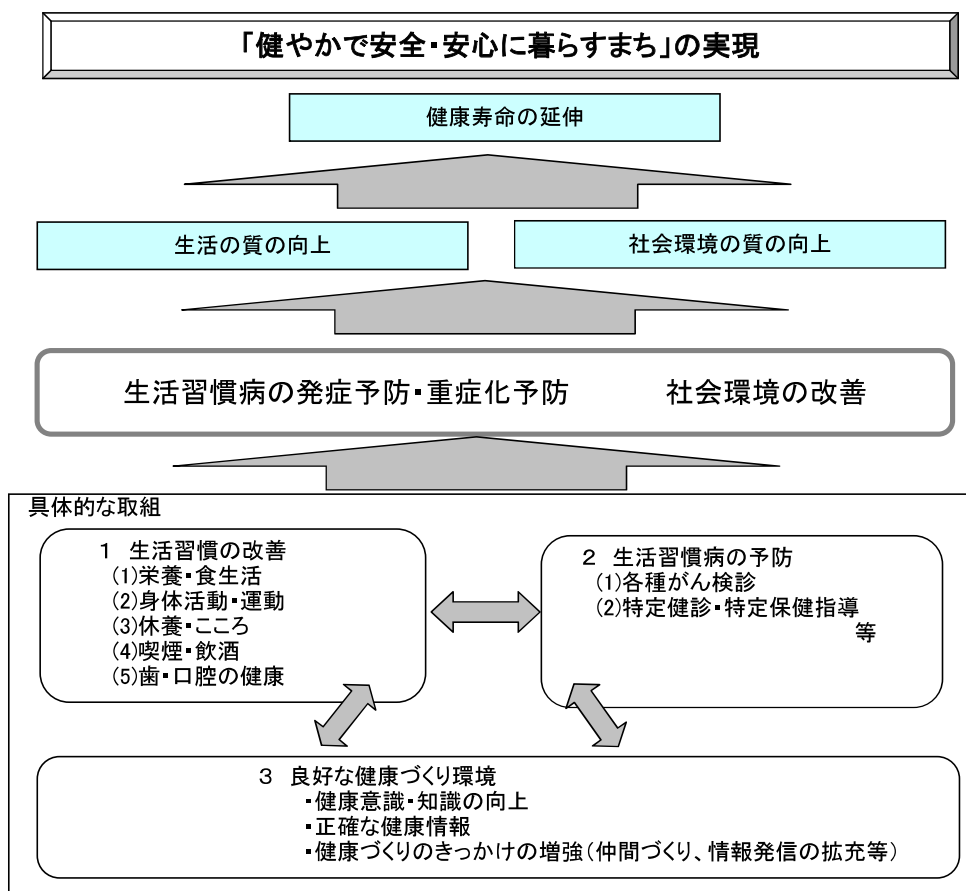 「健やかで安全・安心に暮らすまち」の実現
健康寿命の延伸
生活の質の向上
社会環境の質の向上
生活習慣病の発症予防・重症化予防　　社会環境の改善
具体的な取組
１　生活習慣の改善
(1)栄養・食生活
(2)身体活動・運動
(3)休養・こころ
(4)喫煙・飲酒
(5)歯・口腔の健康
２　生活習慣病の予防
(1)各種がん検診
(2)特定健診・特定保健指導
等
３　良好な健康づくり環境
・健康意識・知識の向上
・正確な健康情報
・健康づくりのきっかけの増強（仲間づくり、情報発信の拡充等）